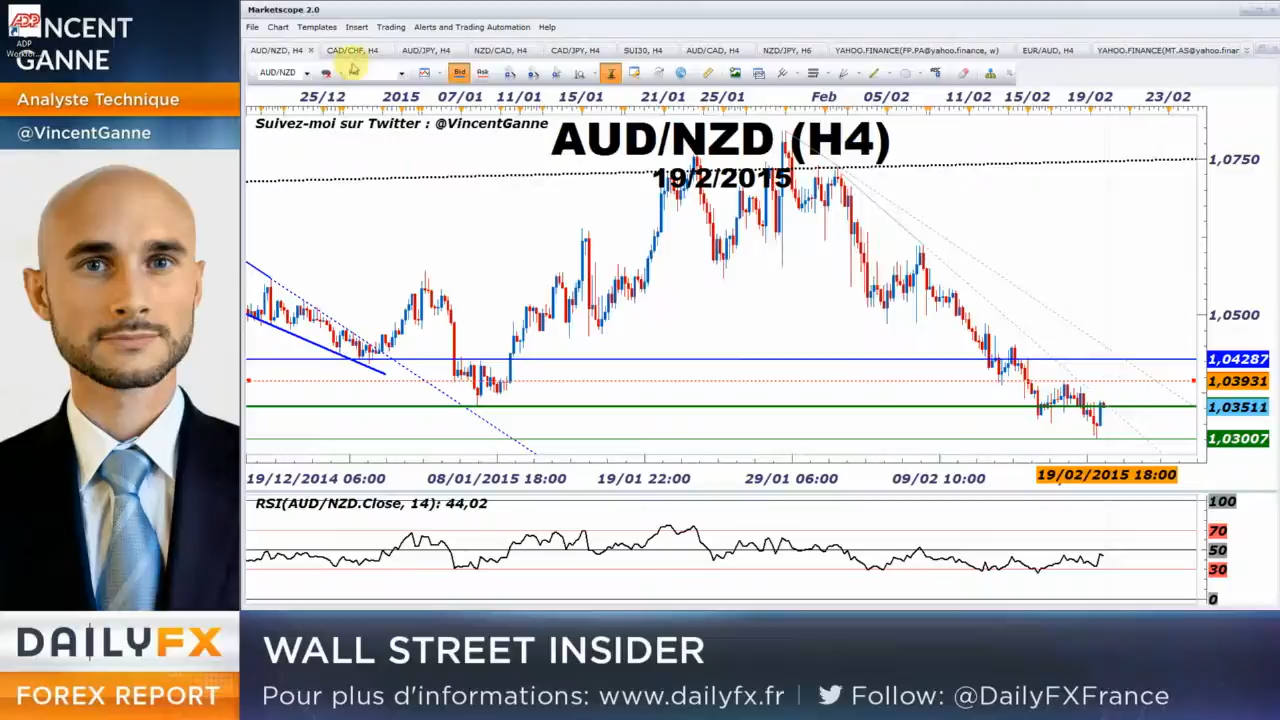 ADP
VINCENT
GANNE
Analyste Technique
@VincentGanne
Marketscope 2.0
File Chart Templates Insert Trading Alerts and Trading Automation Help
AUD/NZD, H4 CAD/CHF, H4 AUD/JPY, H4 NZD/CAD, H4 CAD/JPY, H4 SUI30, H4 AUD/CAD, H4 NZD/JPY, H6 YAHOO.FINANCE(FP.PA@yahoo.finance, w) EUR/AUD, H4 YAHOO.FINANCE(MT.AS@yahoo.finance
AUD/NZD H4 Bid Ask
25/12 2015 07/01 11/01 15/01 21/01 25/01 Feb 05/02 11/02 15/02 19/02 23/02
Suivez-moi sur Twitter : @VincentGanne
AUD/NZD (H4)
19/2/2015
1,0750
1,0500
1,04287
1,03931
1,03511
1,03007
19/12/2014 06:00 08/01/2015 18:00 19/01 22:00 29/01 06:00 09/02 10:00 19/02/2015 18:00
RSI(AUD/NZD.Close, 14): 44,02
100
70
50
30
0
DAILYFX
FOREX REPORT
WALL STREET INSIDER
Pour plus d'informations: www.dailyfx.fr | Follow: @DailyFXFrance